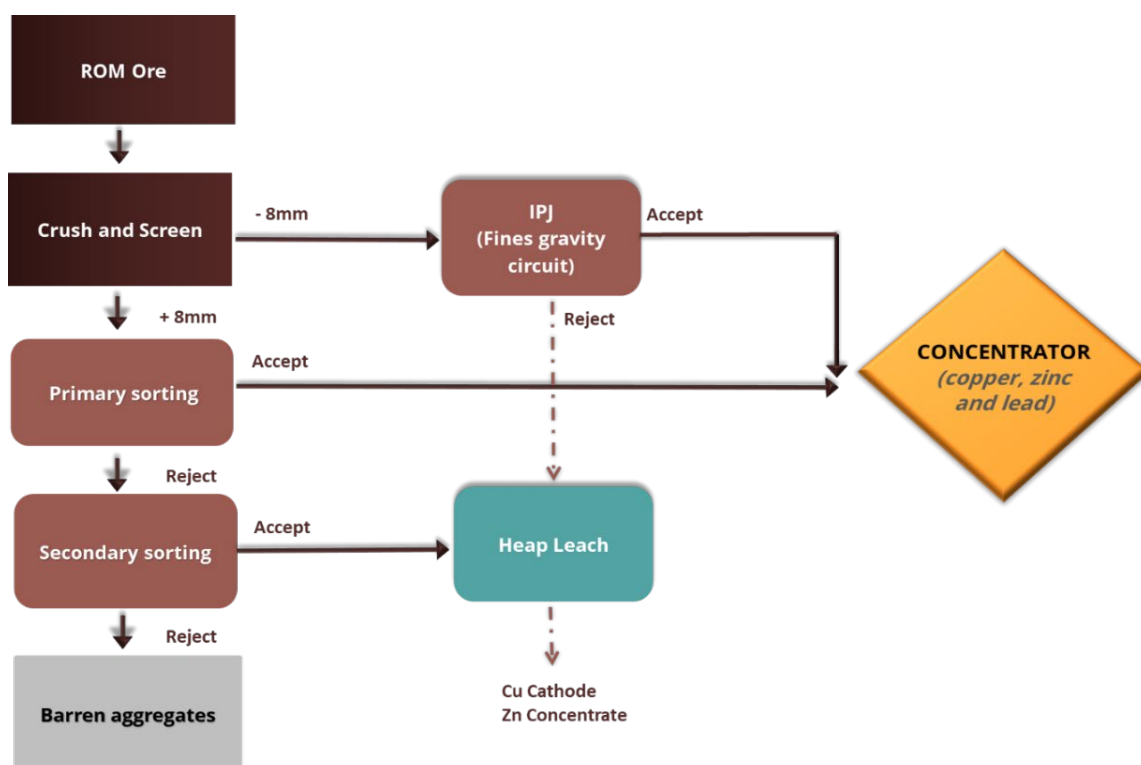 ROM Ore
Crush and Screen
- 8mm
IPJ
(Fines gravity
circuit)
Accept
+ 8mm
Reject
Primary sorting
Accept
CONCENTRATOR
(copper, zinc
and lead)
Reject
Secondary sorting
Accept
Heap Leach
Reject
Barren aggregates
Cu Cathode
Zn Concentrate